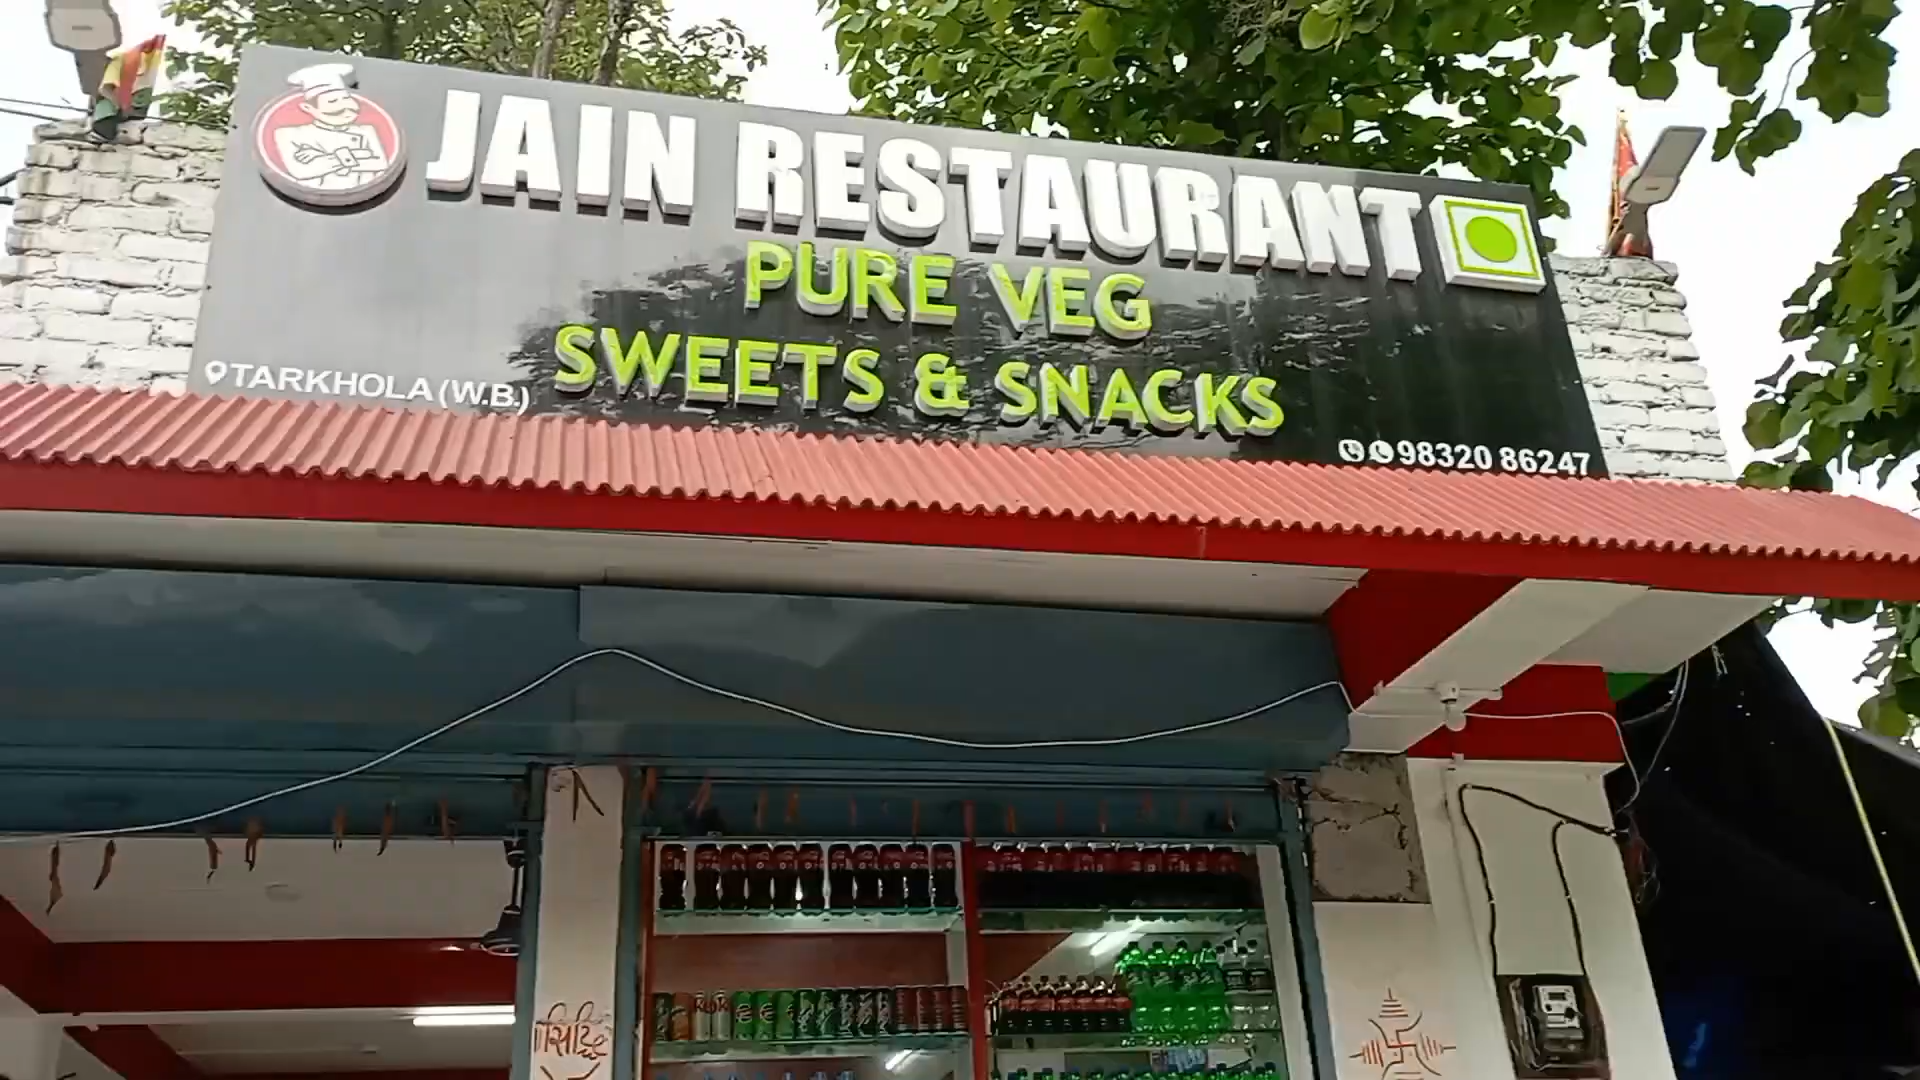 JAIN RESTAURANT
PURE VEG
SWEETS & SNACKS
TARKHOLA (W.B.)
98320 86247